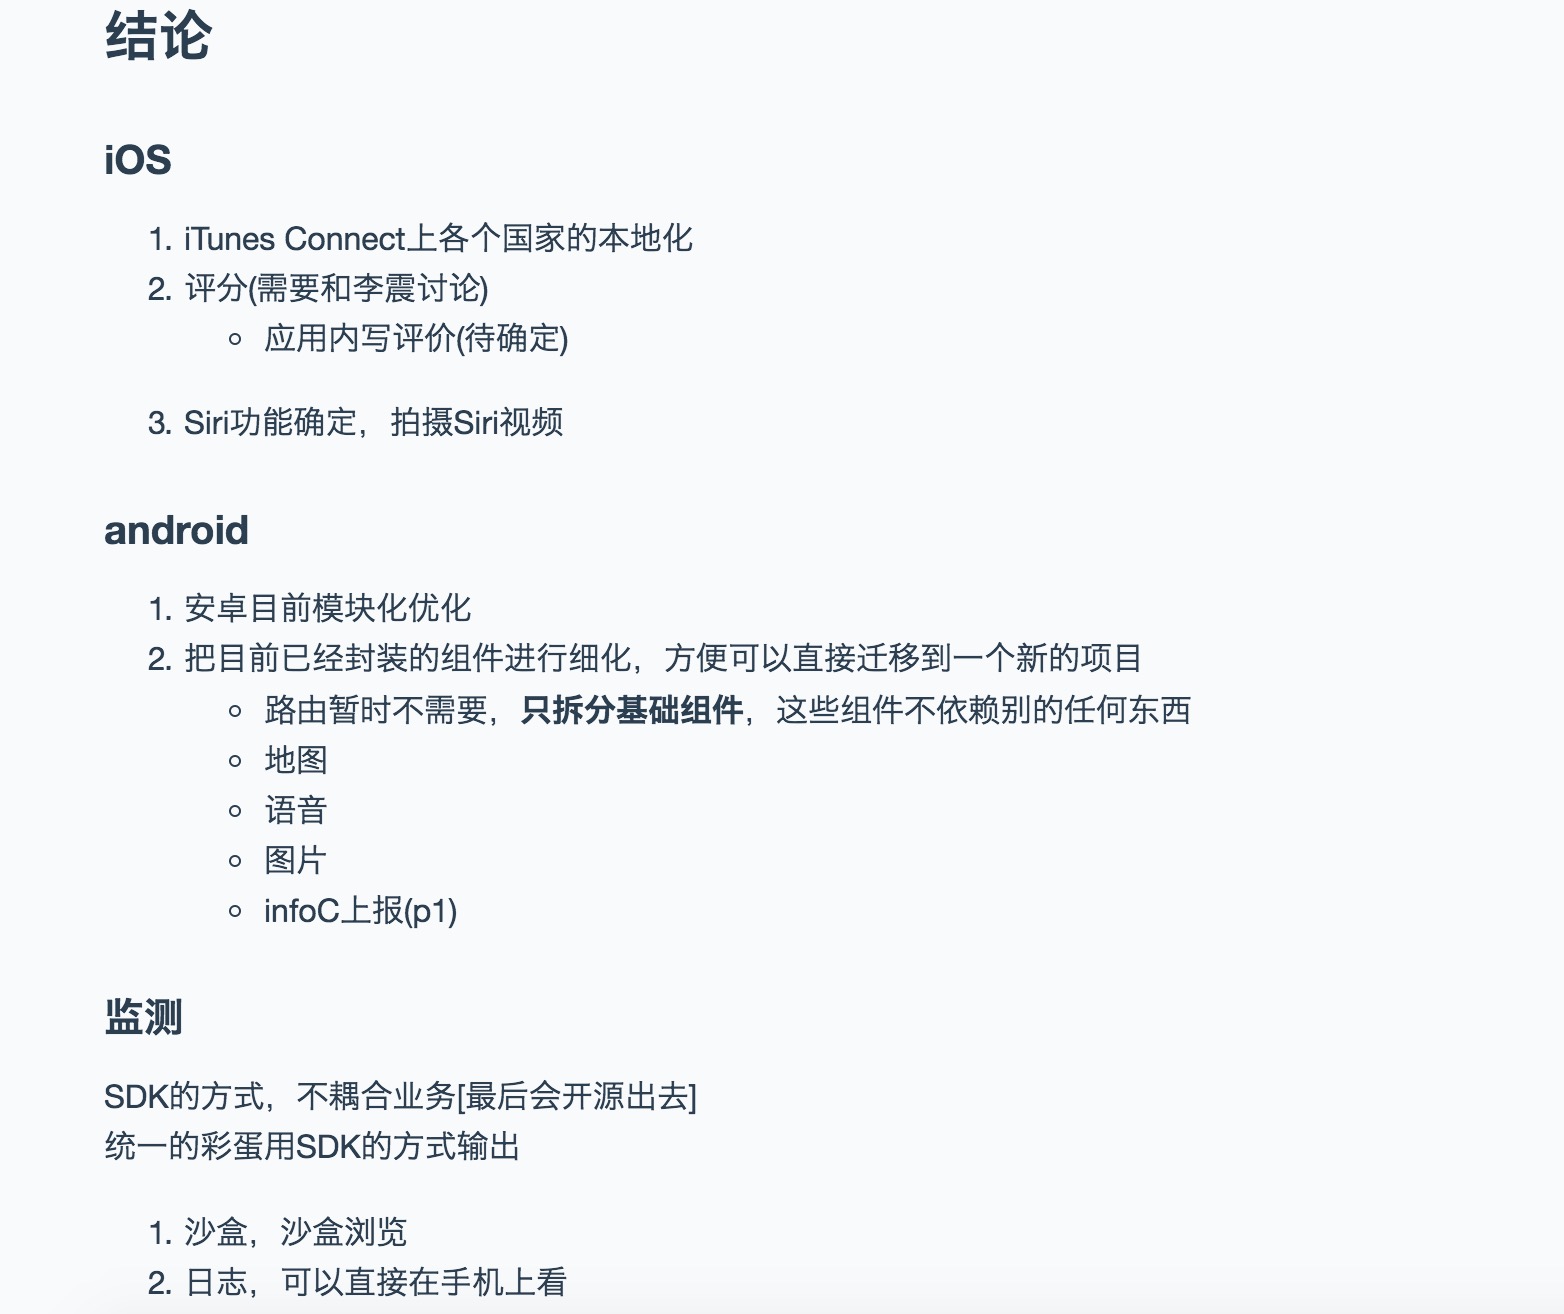 结论
iOS
1. iTunes Connect上各个国家的本地化
2. 评分(需要和李震讨论)
应用内写评价(待确定)
3. Siri功能确定，拍摄Siri视频
android
1. 安卓目前模块化优化
2. 把目前已经封装的组件进行细化，方便可以直接迁移到一个新的项目
路由暂时不需要，只拆分基础组件，这些组件不依赖别的任何东西
地图
语音
图片
infoC上报(p1)
监测
SDK的方式，不耦合业务[最后会开源出去]
统一的彩蛋用SDK的方式输出
1. 沙盒，沙盒浏览
2. 日志，可以直接在手机上看